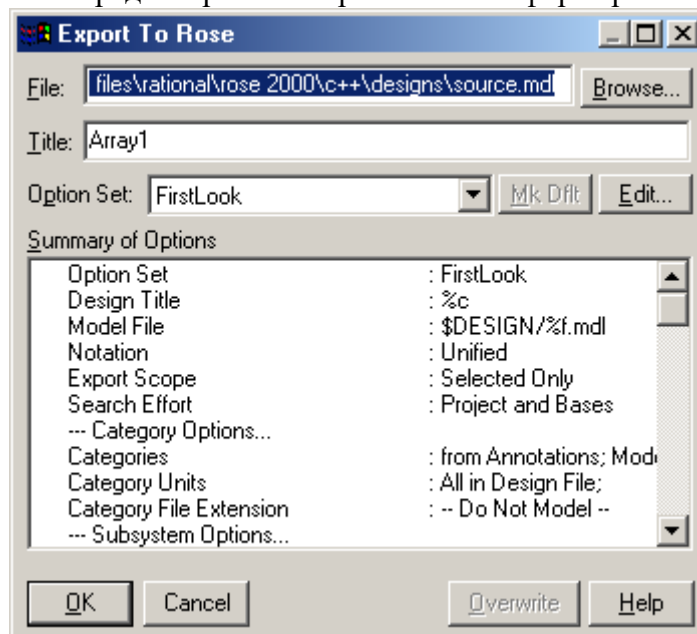 Export To Rose
File: files\rational\rose 2000\c++\designs\source.mdl Browse...
Title: Array1
Option Set: FirstLook Mk Dflt Edit...
Summary of Options
Option Set : FirstLook
Design Title : %c
Model File : $DESIGN/%f.mdl
Notation : Unified
Export Scope : Selected Only
Search Effort : Project and Bases
--- Category Options...
Categories : from Annotations; Mode
Category Units : All in Design File;
Category File Extension : -- Do Not Model --
--- Subsystem Options...
OK Cancel Overwrite Help